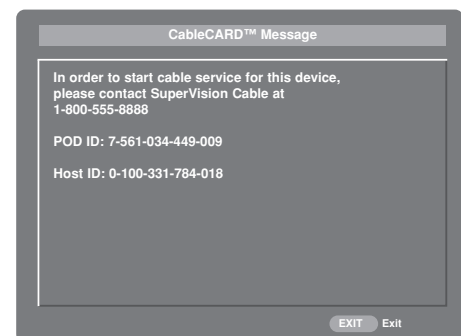 CableCARD™ Message
In order to start cable service for this device,
please contact SuperVision Cable at
1-800-555-8888
POD ID: 7-561-034-449-009
Host ID: 0-100-331-784-018
EXIT Exit